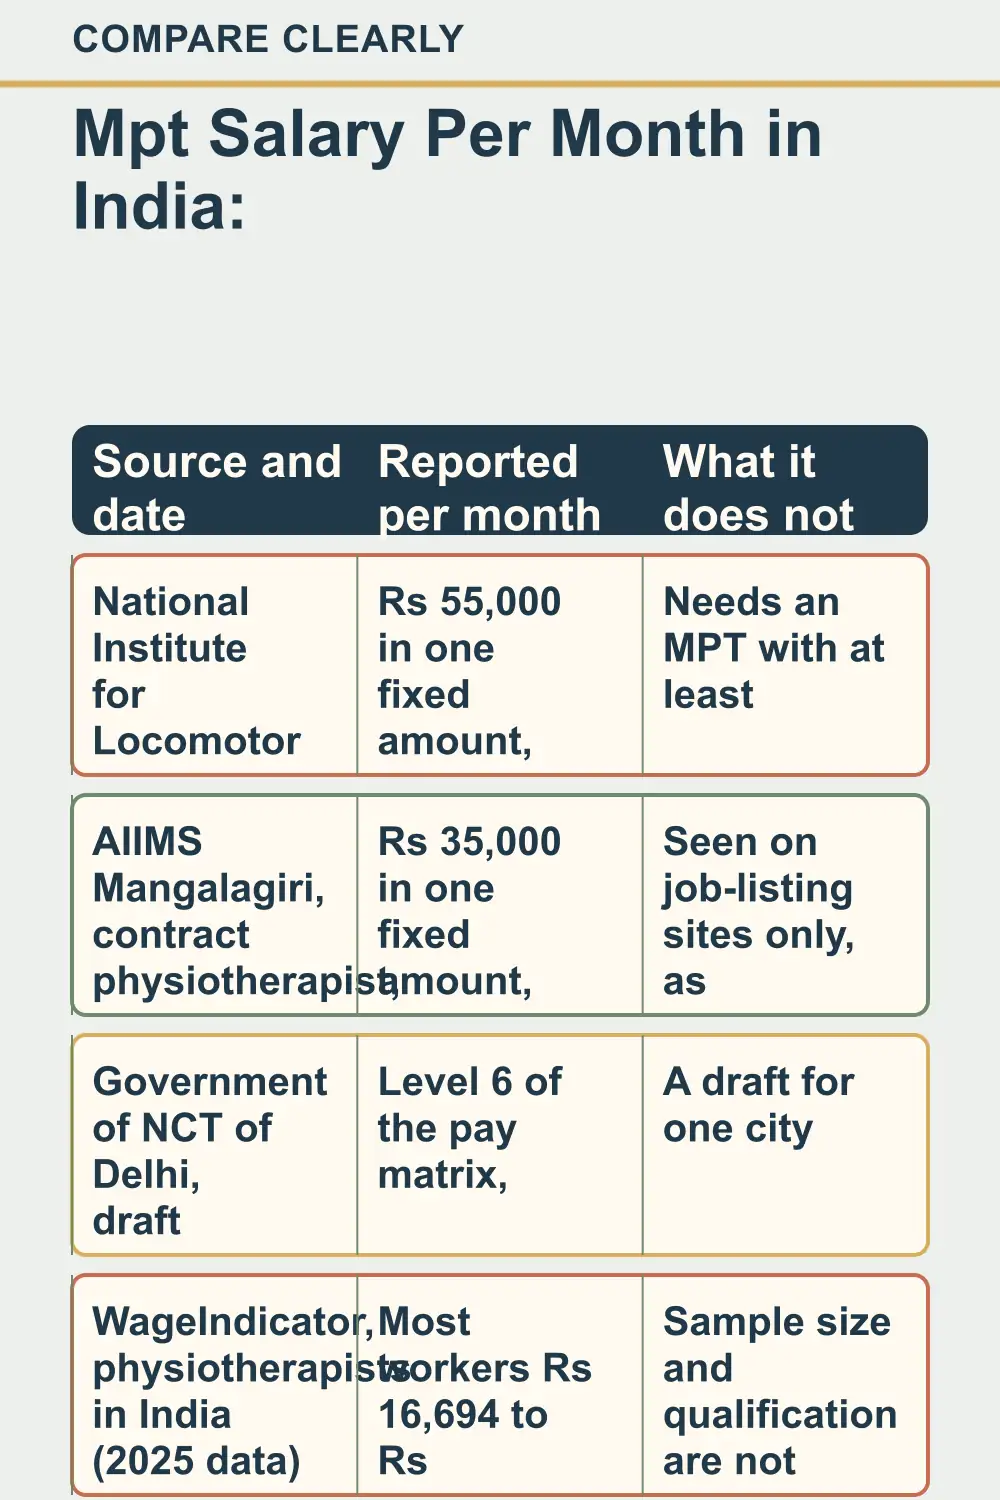 COMPARE CLEARLY
Mpt Salary Per Month in
India:
Source and
date
Reported
per month
What it
does not
National
Institute
for
Locomotor
Rs 55,000
in one
fixed
amount,
Needs an
MPT with at
least
AIIMS
Mangalagiri,
contract
physiotherapist,
Rs 35,000
in one
fixed
amount,
Seen on
job-listing
sites only,
as
Government
of NCT of
Delhi,
draft
Level 6 of
the pay
matrix,
A draft for
one city
WageIndicator,
physiotherapists
in India
(2025 data)
Most
workers Rs
16,694 to
Rs
Sample size
and
qualification
are not